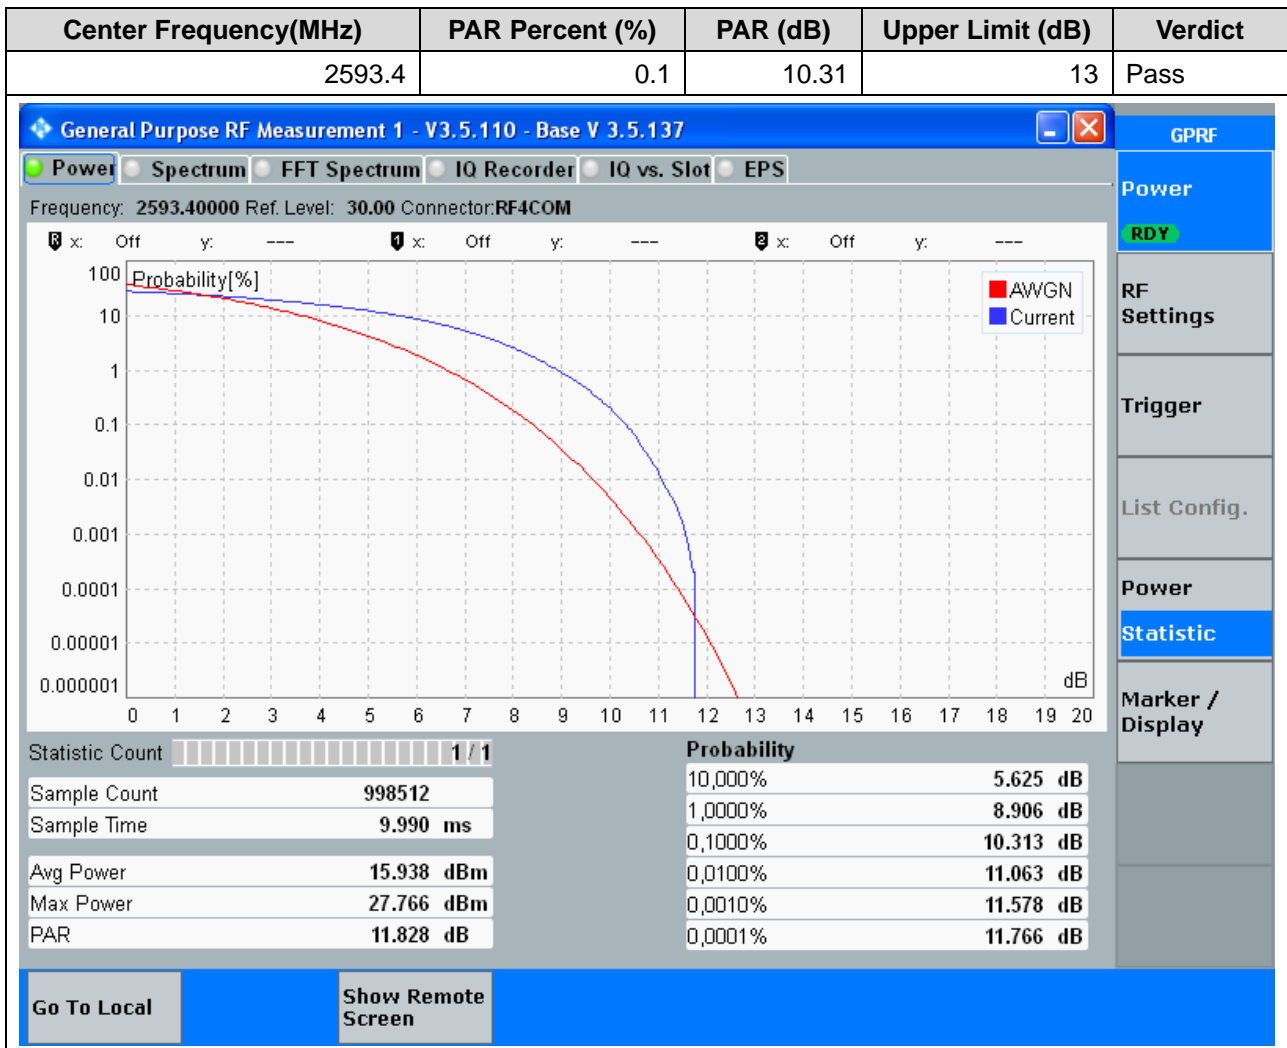 Center Frequency(MHz) PAR Percent (%) PAR (dB) Upper Limit (dB) Verdict
2593.4 0.1 10.31 13 Pass
General Purpose RF Measurement 1 - V3.5.110 - Base V 3.5.137
GPRF
Power Spectrum FFT Spectrum IQ Recorder IQ vs. Slot EPS
Frequency: 2593.40000 Ref. Level: 30.00 Connector:RF4COM
R x: Off y: --- 1 x: Off y: --- 2 x: Off y: ---
Probability[%]
AWGN
Current
100
10
1
0.1
0.01
0.001
0.0001
0.00001
0.000001
dB
0 1 2 3 4 5 6 7 8 9 10 11 12 13 14 15 16 17 18 19 20
Statistic Count 1 / 1
Sample Count 998512
Sample Time 9.990 ms
Avg Power 15.938 dBm
Max Power 27.766 dBm
PAR 11.828 dB
Probability
10,000% 5.625 dB
1,0000% 8.906 dB
0,1000% 10.313 dB
0,0100% 11.063 dB
0,0010% 11.578 dB
0,0001% 11.766 dB
Power
RDY
RF
Settings
Trigger
List Config.
Power
Statistic
Marker /
Display
Go To Local
Show Remote
Screen